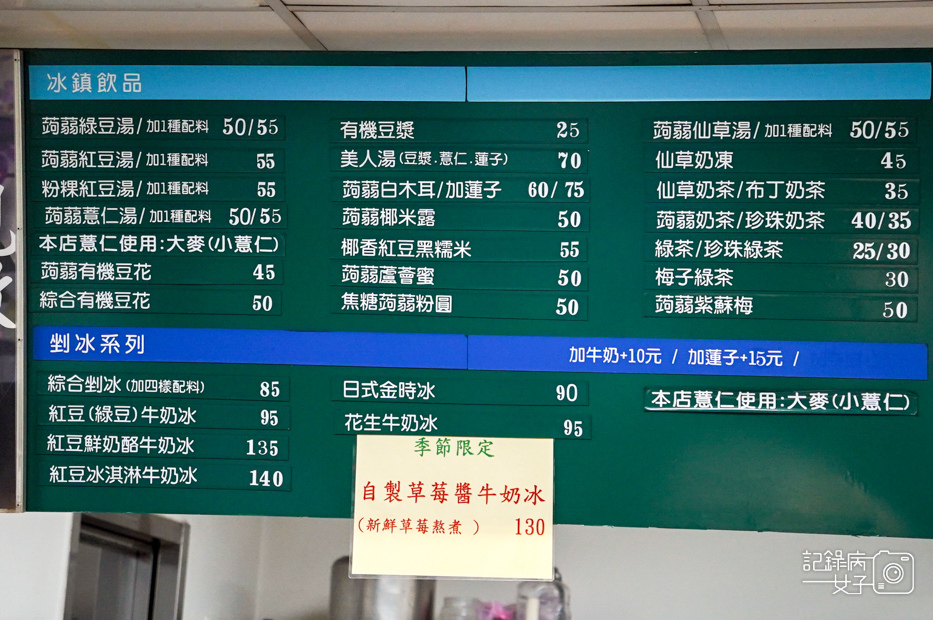 冰鎮飲品
蒟蒻綠豆湯/加1種配料 50/55
蒟蒻紅豆湯/加1種配料 55
粉粿紅豆湯/加1種配料 55
蒟蒻薏仁湯/加1種配料 50/55
本店薏仁使用:大麥(小薏仁)
蒟蒻有機豆花 45
綜合有機豆花 50
有機豆漿 25
美人湯(豆漿.薏仁.蓮子) 70
蒟蒻白木耳/加蓮子 60/75
蒟蒻椰米露 50
椰香紅豆黑糯米 55
蒟蒻蘆薈蜜 50
焦糖蒟蒻粉圓 50
蒟蒻仙草湯/加1種配料 50/55
仙草奶凍 45
仙草奶茶/布丁奶茶 35
蒟蒻奶茶/珍珠奶茶 40/35
綠茶/珍珠綠茶 25/30
梅子綠茶 30
蒟蒻紫蘇梅 50
剉冰系列
加牛奶+10元 / 加蓮子+15元 /
綜合剉冰(加四樣配料) 85
紅豆(綠豆)牛奶冰 95
紅豆鮮奶酪牛奶冰 135
紅豆冰淇淋牛奶冰 140
日式金時冰 90
花生牛奶冰 95
本店薏仁使用:大麥(小薏仁)
季節限定
自製草莓醬牛奶冰
(新鮮草莓熬煮 ) 130
記錄病
女子